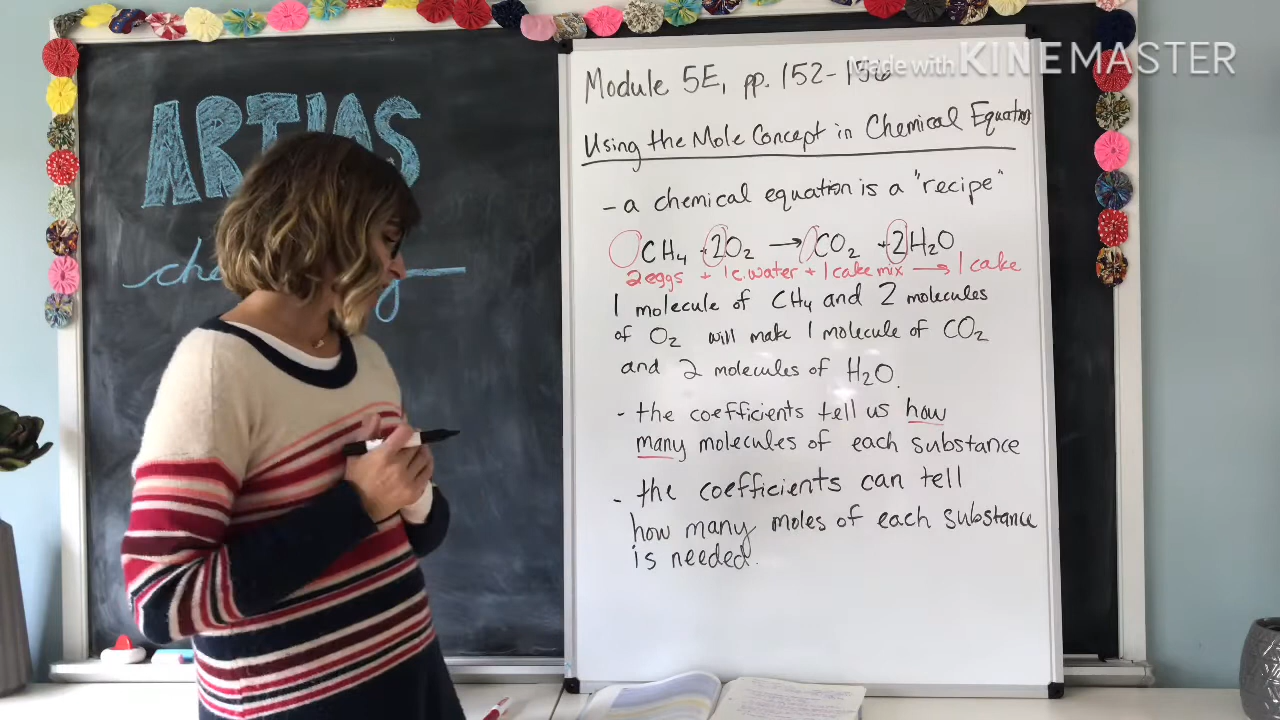 ARTIOS
Made with KINEMASTER
Module 5E, pp. 152-156
Using the Mole Concept in Chemical Equations
- a chemical equation is a "recipe"
CH₄ + 2O₂ → CO₂ + 2H₂O
2 eggs + 1 c. water + 1 cake mix → 1 cake
1 molecule of CH₄ and 2 molecules
of O₂ will make 1 molecule of CO₂
and 2 molecules of H₂O.
- the coefficients tell us how
many molecules of each substance
- the coefficients can tell
how many moles of each substance
is needed.